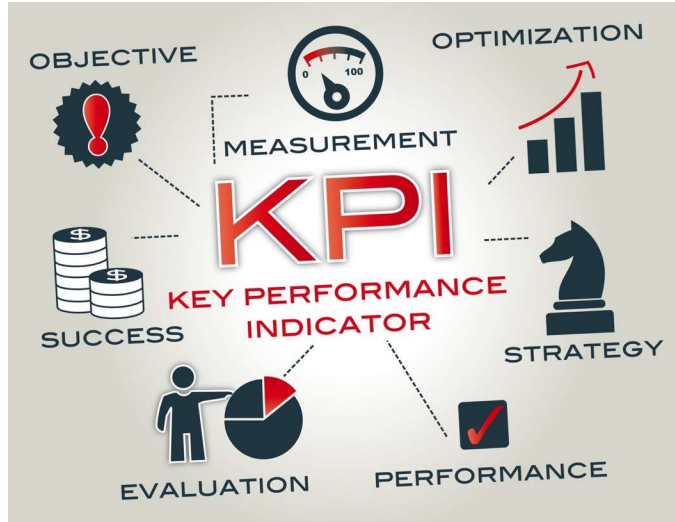 OBJECTIVE
OPTIMIZATION
0 100
MEASUREMENT
KPI
KEY PERFORMANCE
INDICATOR
$
$
SUCCESS
STRATEGY
EVALUATION
PERFORMANCE